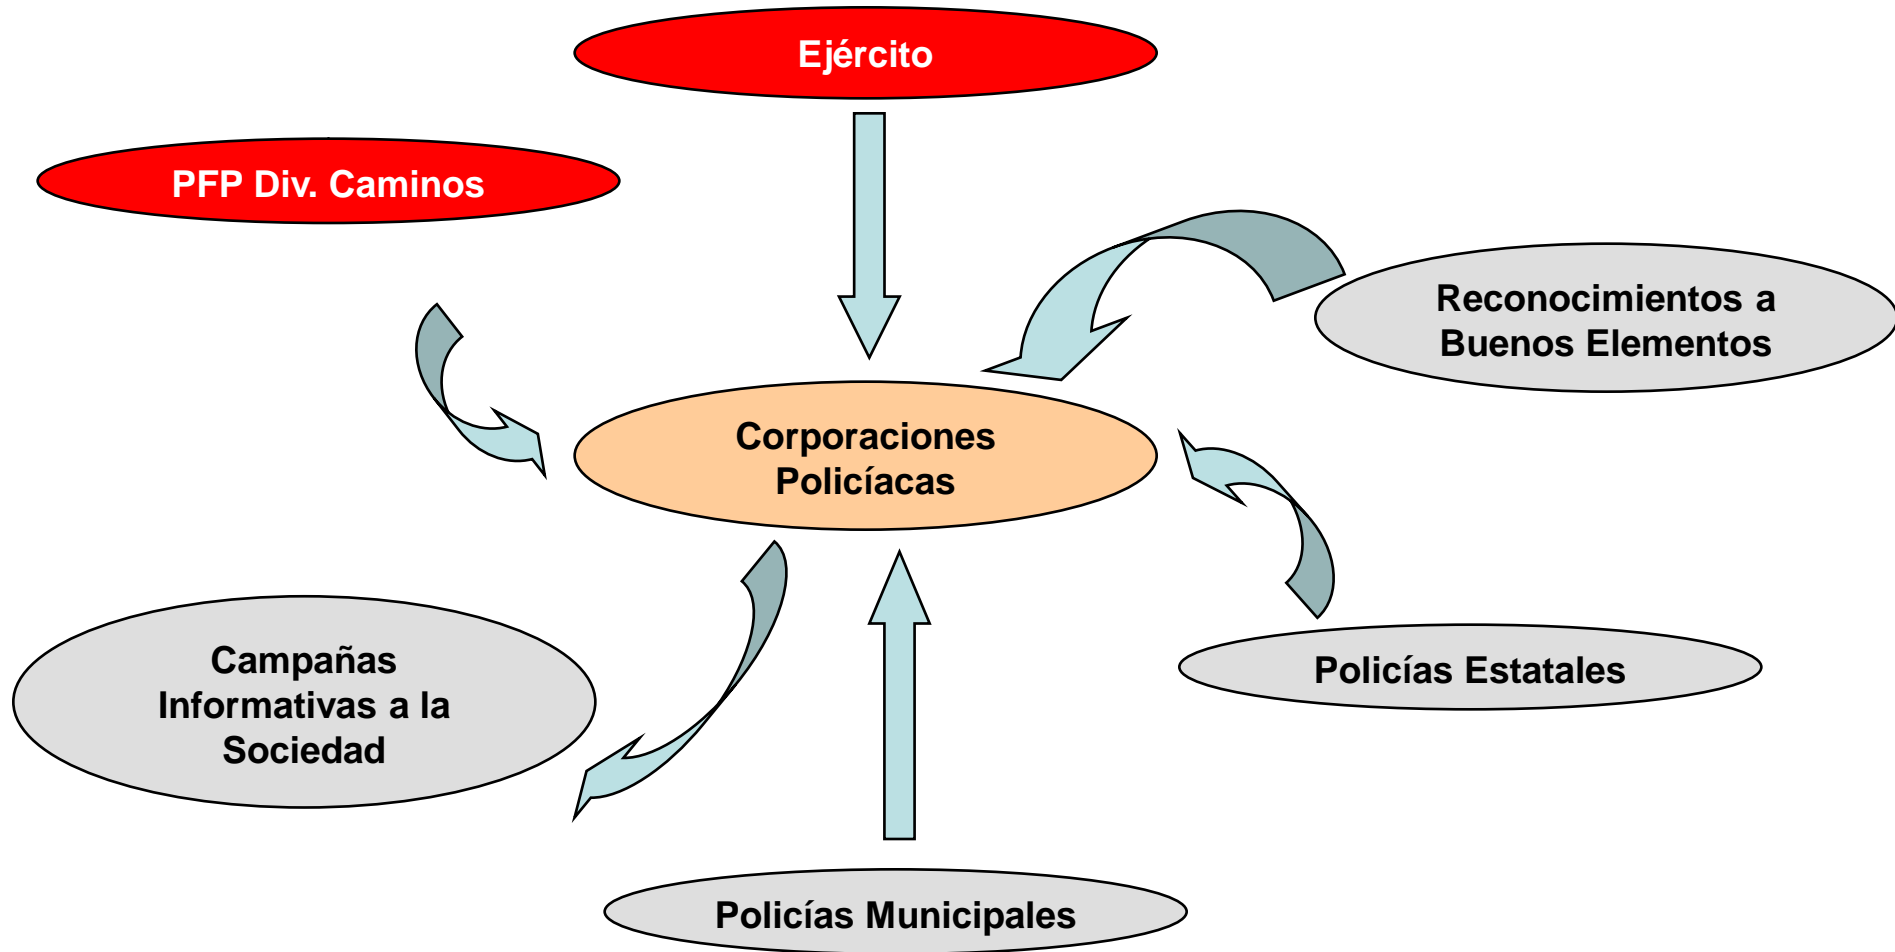 Ejército
PFP Div. Caminos
Reconocimientos a
Buenos Elementos
Corporaciones
Policíacas
Campañas
Informativas a la
Sociedad
Policías Estatales
Policías Municipales